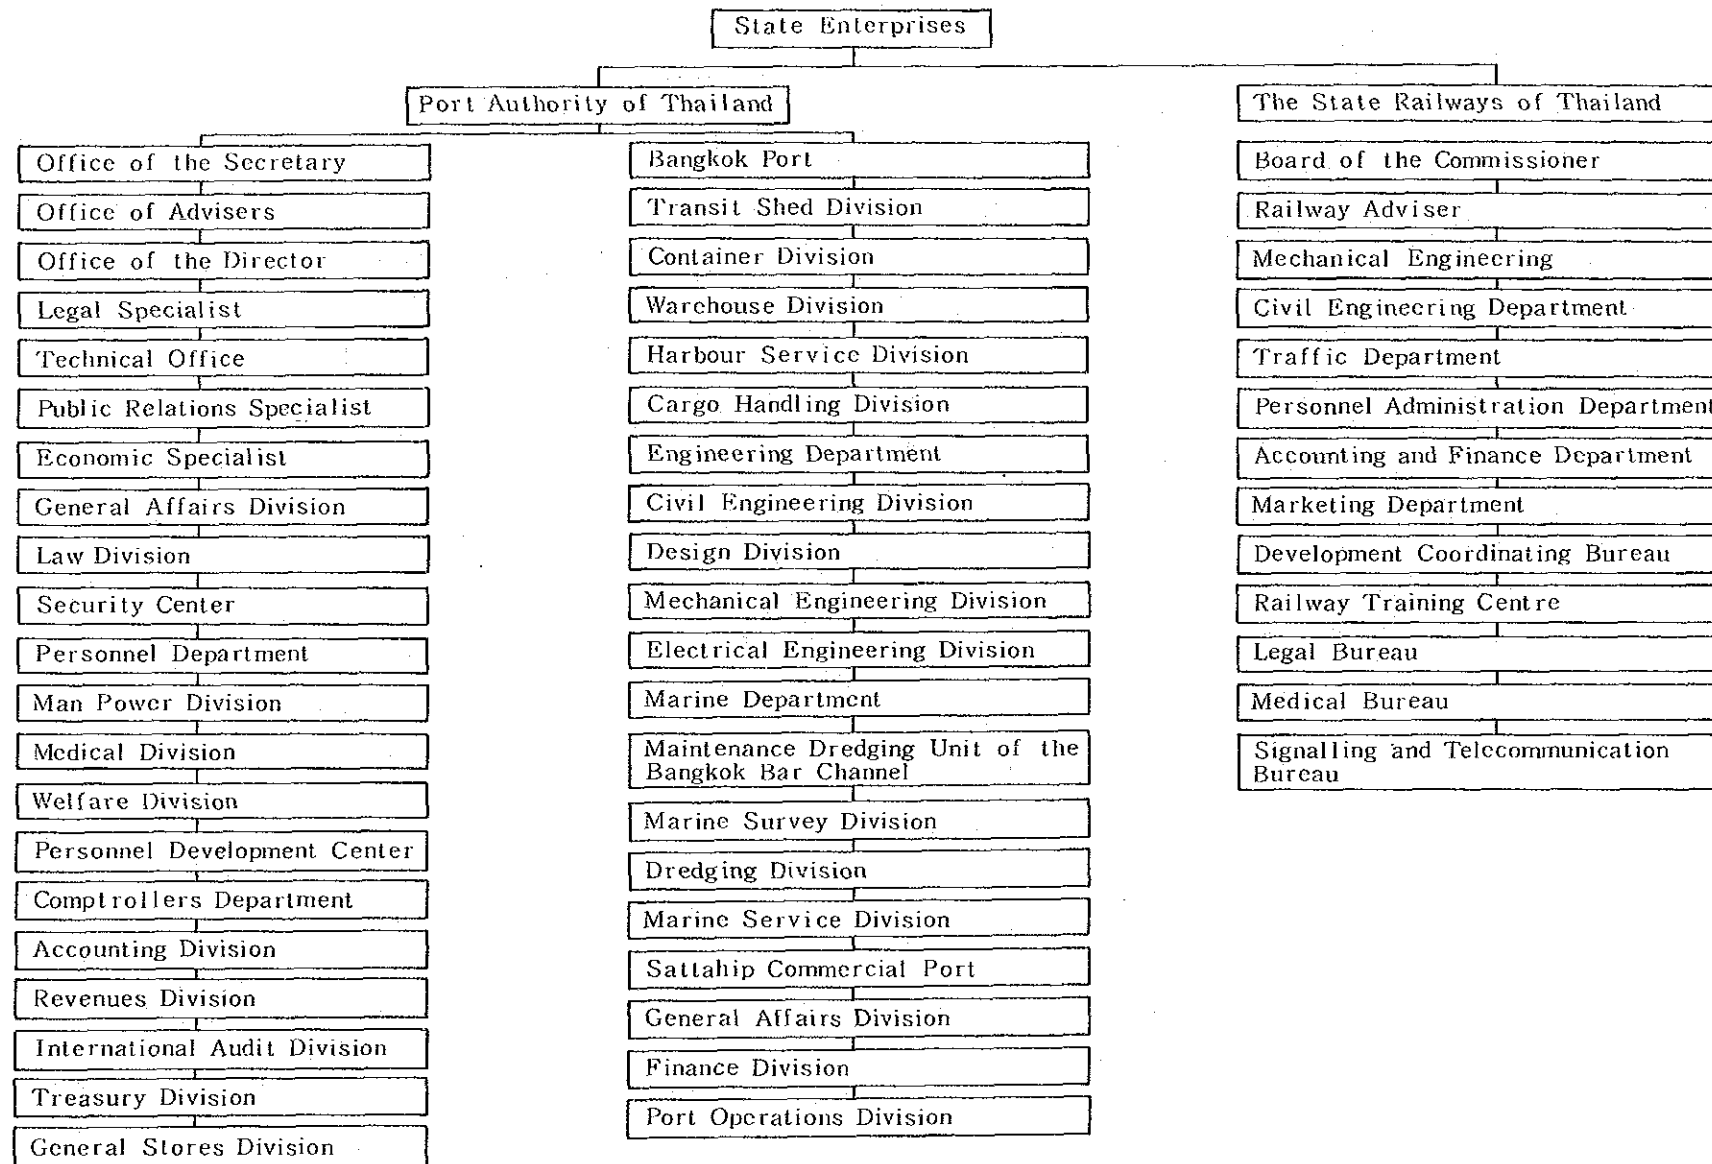 State Enterprises
Port Authority of Thailand
The State Railways of Thailand
Office of the Secretary
Office of Advisers
Office of the Director
Legal Specialist
Technical Office
Public Relations Specialist
Economic Specialist
General Affairs Division
Law Division
Security Center
Personnel Department
Man Power Division
Medical Division
Welfare Division
Personnel Development Center
Comptrollers Department
Accounting Division
Revenues Division
International Audit Division
Treasury Division
General Stores Division
Bangkok Port
Transit Shed Division
Container Division
Warehouse Division
Harbour Service Division
Cargo Handling Division
Engineering Department
Civil Engineering Division
Design Division
Mechanical Engineering Division
Electrical Engineering Division
Marine Department
Maintenance Dredging Unit of the
Bangkok Bar Channel
Marine Survey Division
Dredging Division
Marine Service Division
Sattahip Commercial Port
General Affairs Division
Finance Division
Port Operations Division
Board of the Commissioner
Railway Adviser
Mechanical Engineering
Civil Engineering Department
Traffic Department
Personnel Administration Department
Accounting and Finance Department
Marketing Department
Development Coordinating Bureau
Railway Training Centre
Legal Bureau
Medical Bureau
Signalling and Telecommunication
Bureau